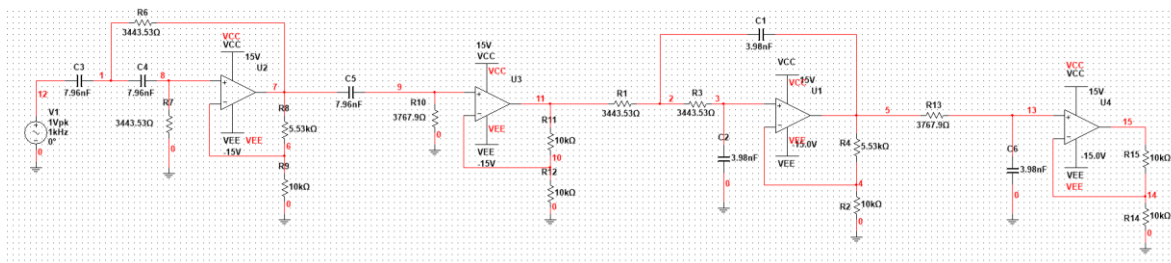 R6
3443.53Ω
VCC
VCC
15V
U2
C3
1
C4
8
7.96nF
7.96nF
12
V1
1Vpk
1kHz
0°
0
R7
3443.53Ω
0
VEE
VEE
-15V
7
R8
5.53kΩ
6
R9
10kΩ
0
C5
7.96nF
9
R10
3767.9Ω
0
15V
VCC
VCC
U3
VEE
VEE
-15V
11
R11
10kΩ
10
R12
10kΩ
0
R1
3443.53Ω
2
R3
3443.53Ω
3
C1
3.98nF
C2
3.98nF
0
VCC
15V
VCC
U1
VEE
-15.0V
VEE
5
R4
5.53kΩ
4
R2
10kΩ
0
R13
3767.9Ω
13
C6
3.98nF
0
VCC
VCC
15V
U4
VEE
-15.0V
VEE
15
R15
10kΩ
14
R14
10kΩ
0